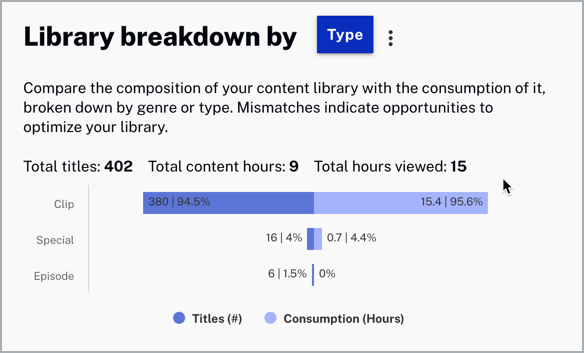 Library breakdown by Type
Compare the composition of your content library with the consumption of it,
broken down by genre or type. Mismatches indicate opportunities to
optimize your library.
Total titles: 402 Total content hours: 9 Total hours viewed: 15
Clip 380 | 94.5% 15.4 | 95.6%
Special 16 | 4% 0.7 | 4.4%
Episode 6 | 1.5% 0%
Titles (#) Consumption (Hours)